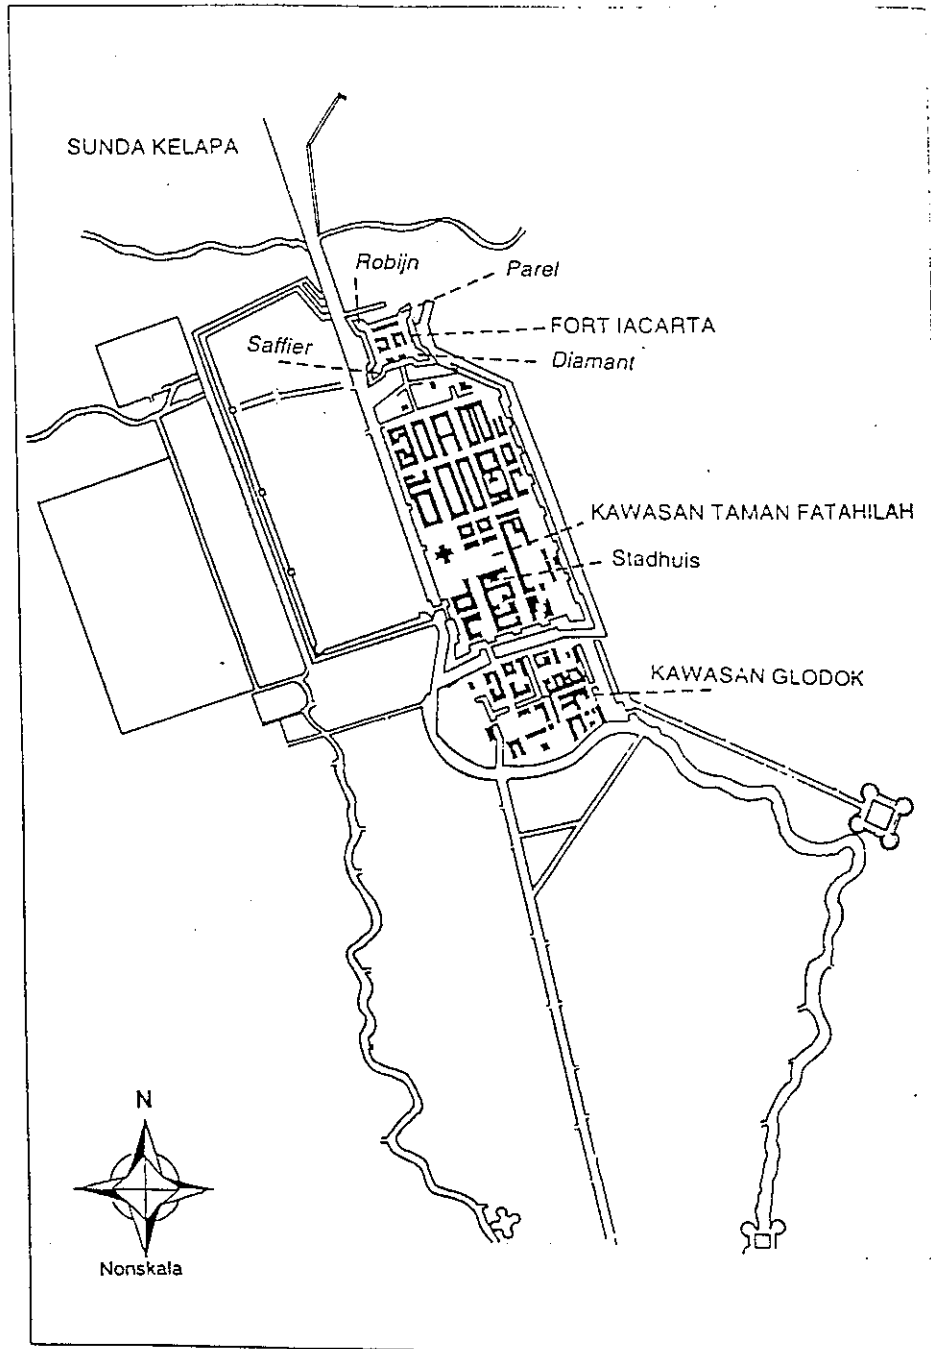 SUNDA KELAPA
Robijn
Parel
FORT IACARTA
Saffier
Diamant
KAWASAN TAMAN FATAHILAH
Stadhuis
KAWASAN GLODOK
N
Nonskala